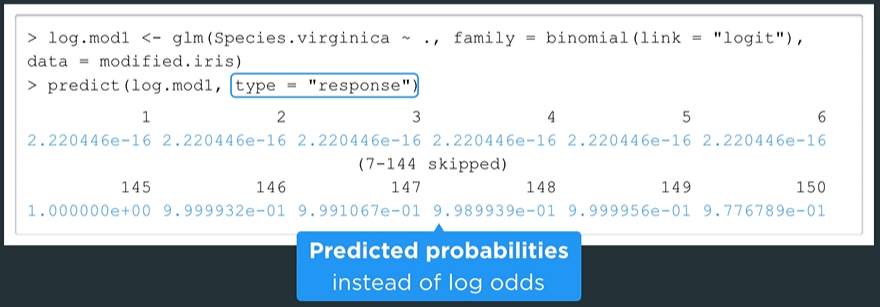 > log.mod1 <- glm(Species.virginica ~ ., family = binomial(link = "logit"),
data = modified.iris)
> predict(log.mod1, type = "response")
1 2 3 4 5 6
2.220446e-16 2.220446e-16 2.220446e-16 2.220446e-16 2.220446e-16 2.220446e-16
(7-144 skipped)
145 146 147 148 149 150
1.000000e+00 9.999932e-01 9.991067e-01 9.989939e-01 9.999956e-01 9.776789e-01
Predicted probabilities
instead of log odds